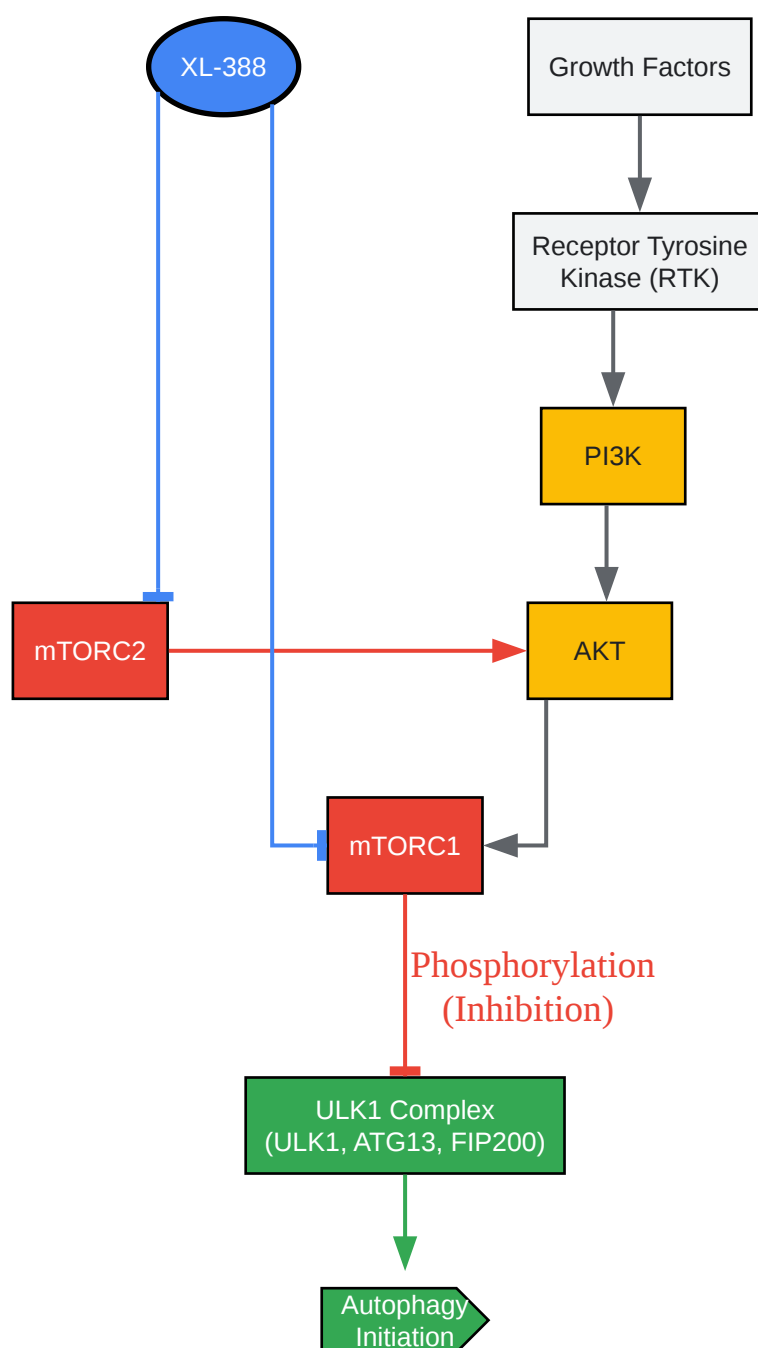 XL-388
Growth Factors
Receptor Tyrosine
Kinase (RTK)
PI3K
mTORC2
AKT
mTORC1
Phosphorylation
(Inhibition)
ULK1 Complex
(ULK1, ATG13, FIP200)
Autophagy
Initiation